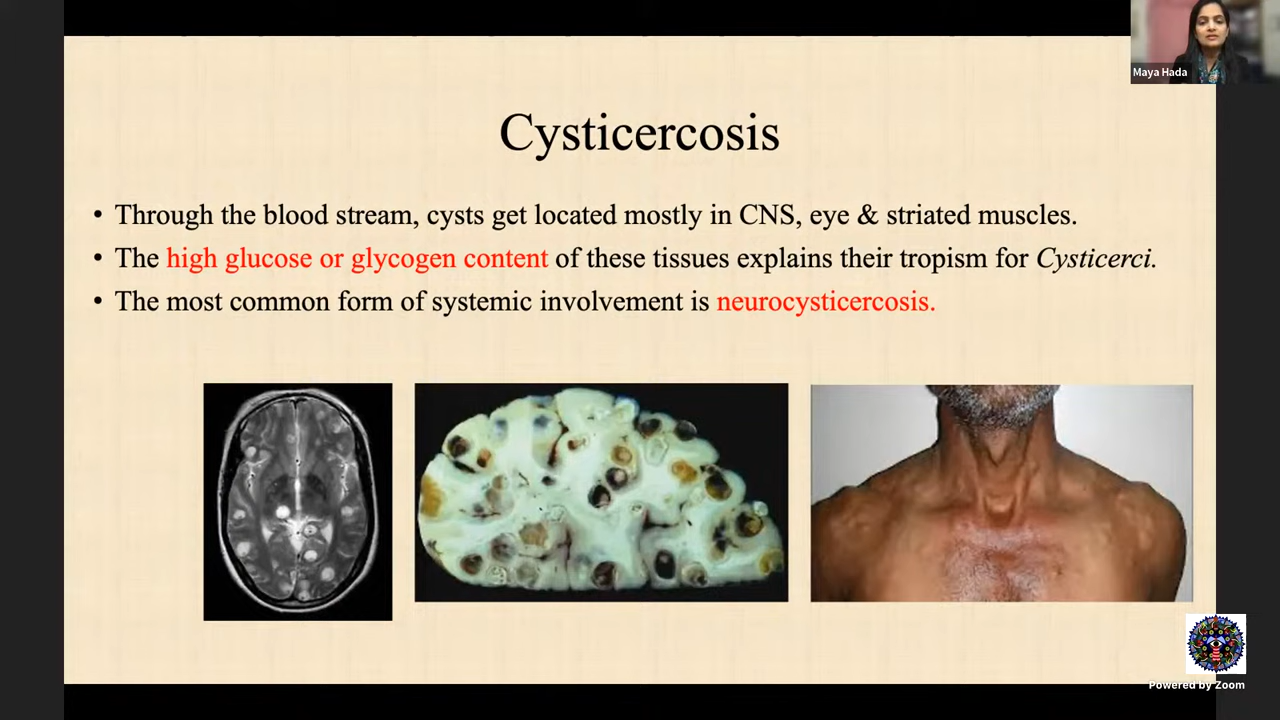 Maya Hada
Cysticercosis
• Through the blood stream, cysts get located mostly in CNS, eye & striated muscles.
• The high glucose or glycogen content of these tissues explains their tropism for Cysticerci.
• The most common form of systemic involvement is neurocysticercosis.
Powered by Zoom